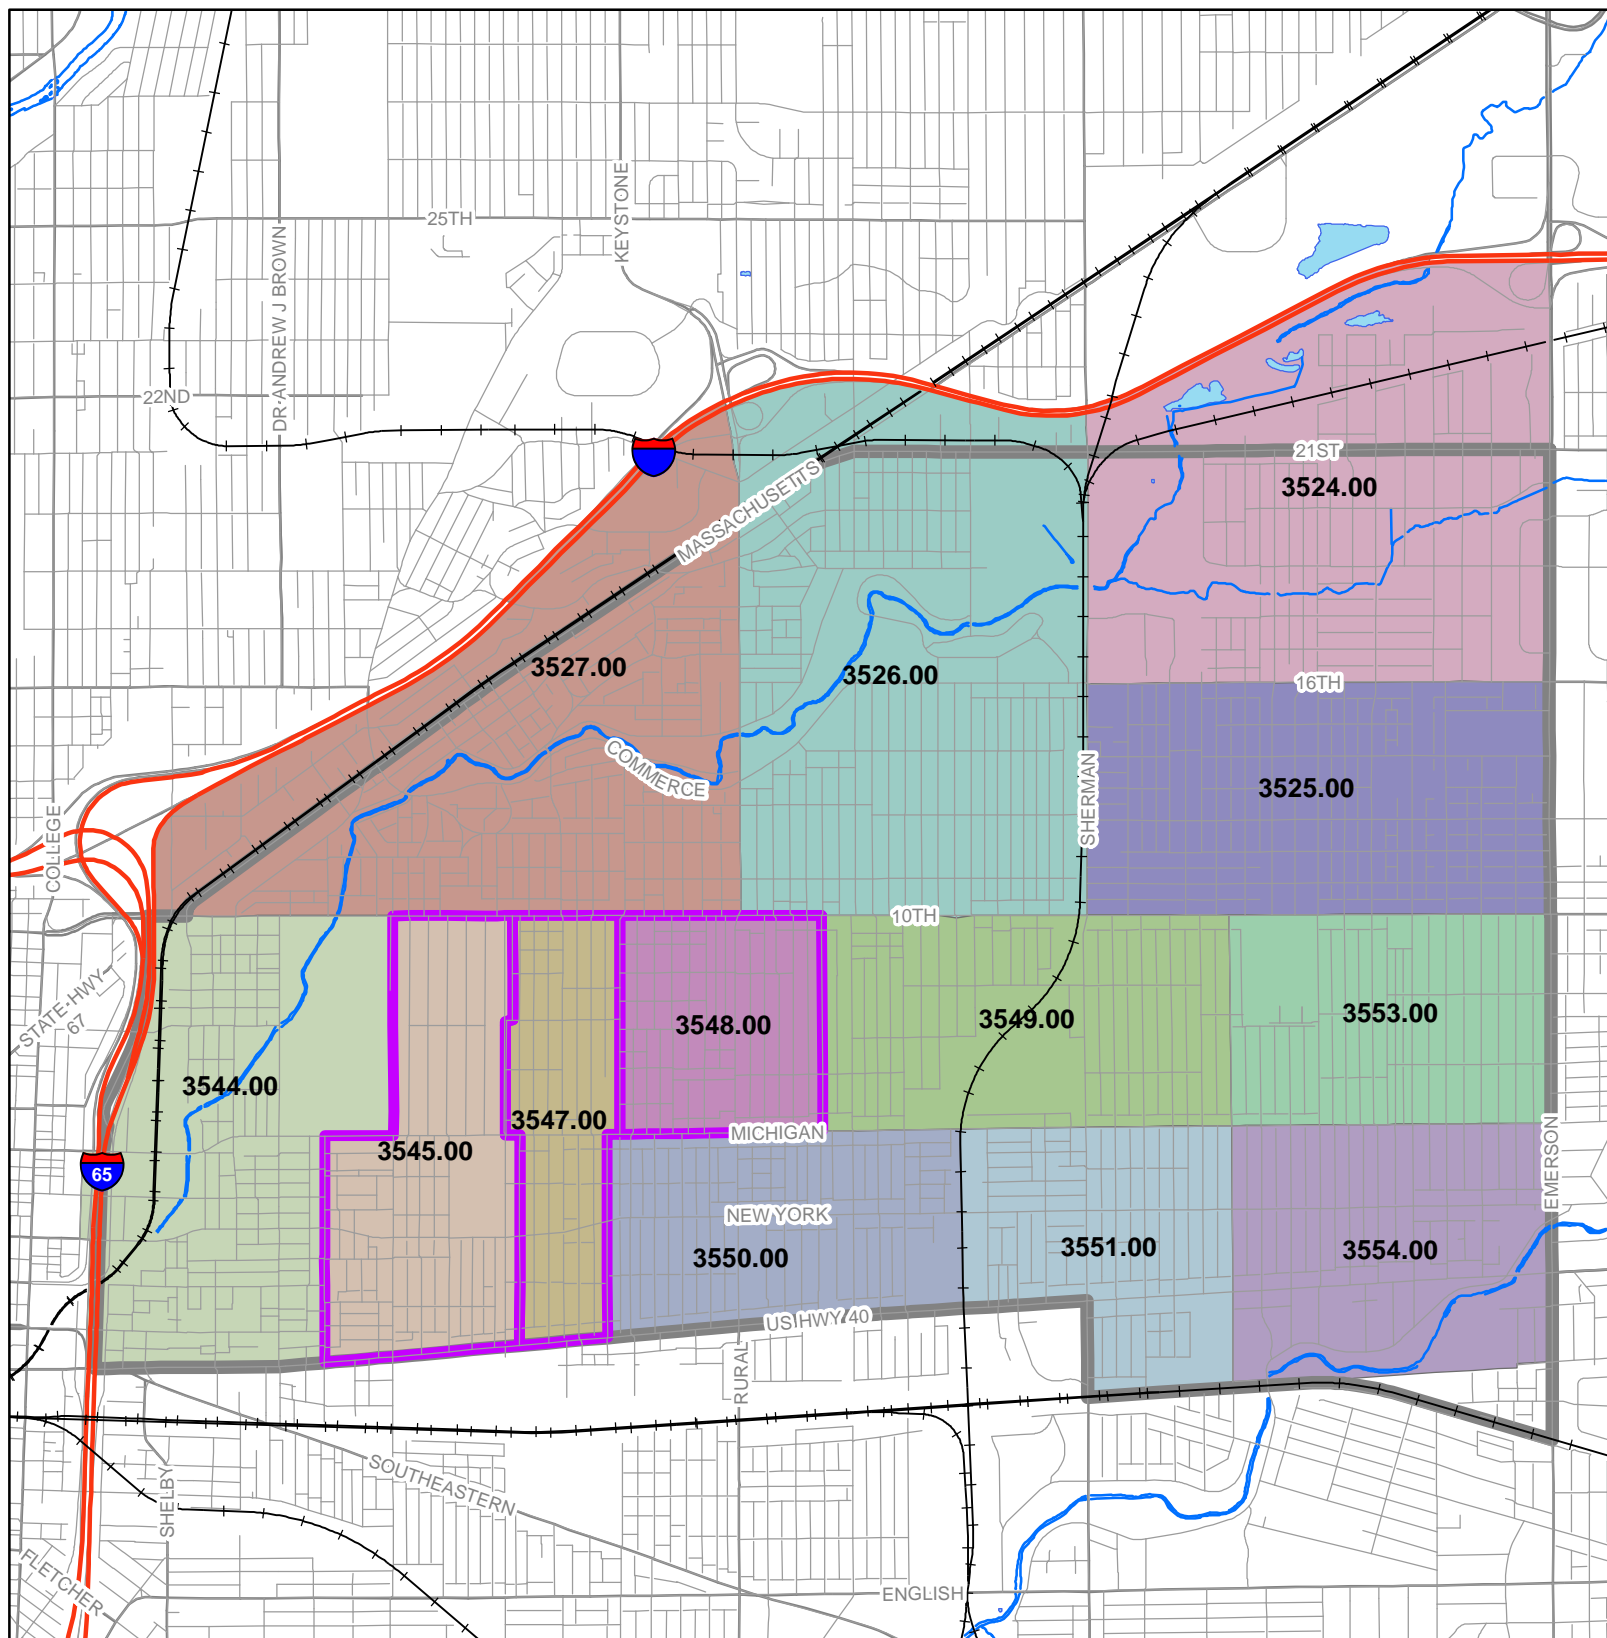 KEYSTONE
25TH
DR ANDREW J BROWN
22ND
21ST
MASSACHUSETTS
3524.00
3527.00
3526.00
16TH
COMMERCE
SHERMAN
3525.00
COLLEGE
10TH
STATE HWY
67
3548.00
3549.00
3553.00
3544.00
3547.00
MICHIGAN
3545.00
EMERSON
65
NEW YORK
3550.00
3551.00
3554.00
US HWY 40
RURAL
SOUTHEASTERN
SHELBY
FLETCHER
ENGLISH